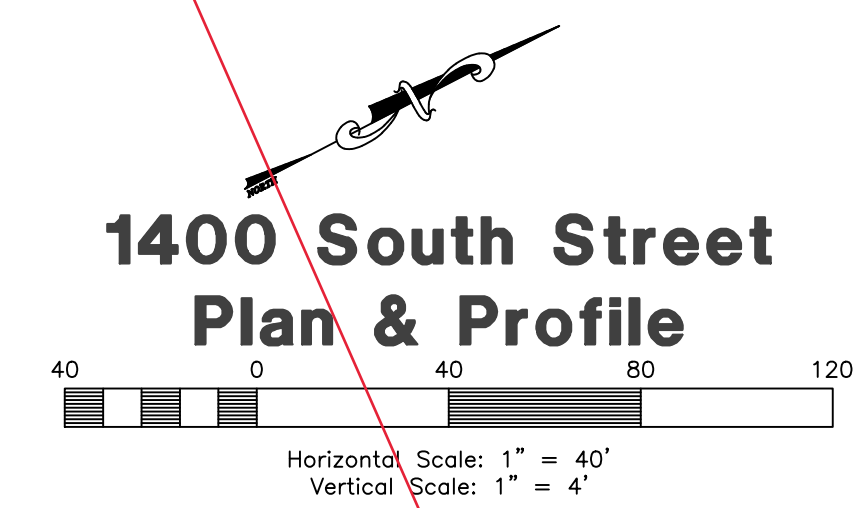 NORTH
1400 South Street
Plan & Profile
40 0 40 80 120
Horizontal Scale: 1” = 40’
Vertical Scale: 1” = 4’